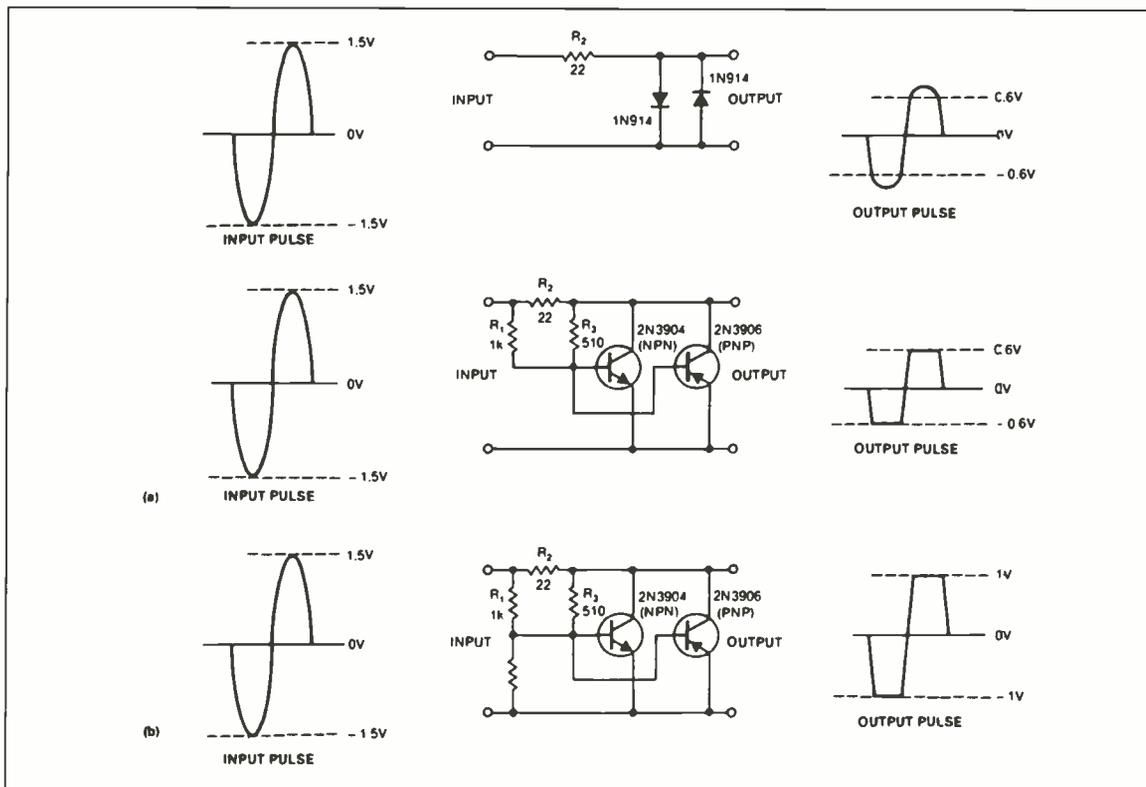 1.5V
0V
- 1.5V
INPUT PULSE
R2
22
INPUT
1N914
1N914
OUTPUT
0.6V
0V
- 0.6V
OUTPUT PULSE
1.5V
0V
- 1.5V
(a)
INPUT PULSE
R2
22
R1
1k
R3
510
2N3904
(NPN)
2N3906
(PNP)
INPUT
OUTPUT
0.6V
0V
- 0.6V
OUTPUT PULSE
1.5V
0V
- 1.5V
(b)
INPUT PULSE
R2
22
R1
1k
R3
510
2N3904
(NPN)
2N3906
(PNP)
INPUT
OUTPUT
1V
0V
- 1V
OUTPUT PULSE